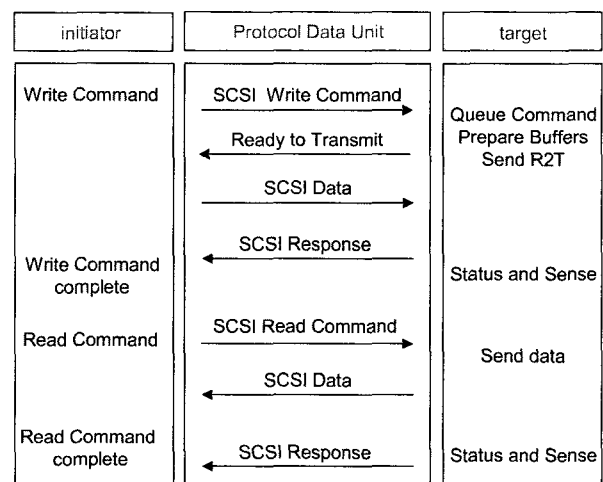 initiator
Protocol Data Unit
target
Write Command
SCSI Write Command
Queue Command
Prepare Buffers
Send R2T
Ready to Transmit
SCSI Data
SCSI Response
Write Command
complete
Status and Sense
Read Command
SCSI Read Command
Send data
SCSI Data
Read Command
complete
SCSI Response
Status and Sense